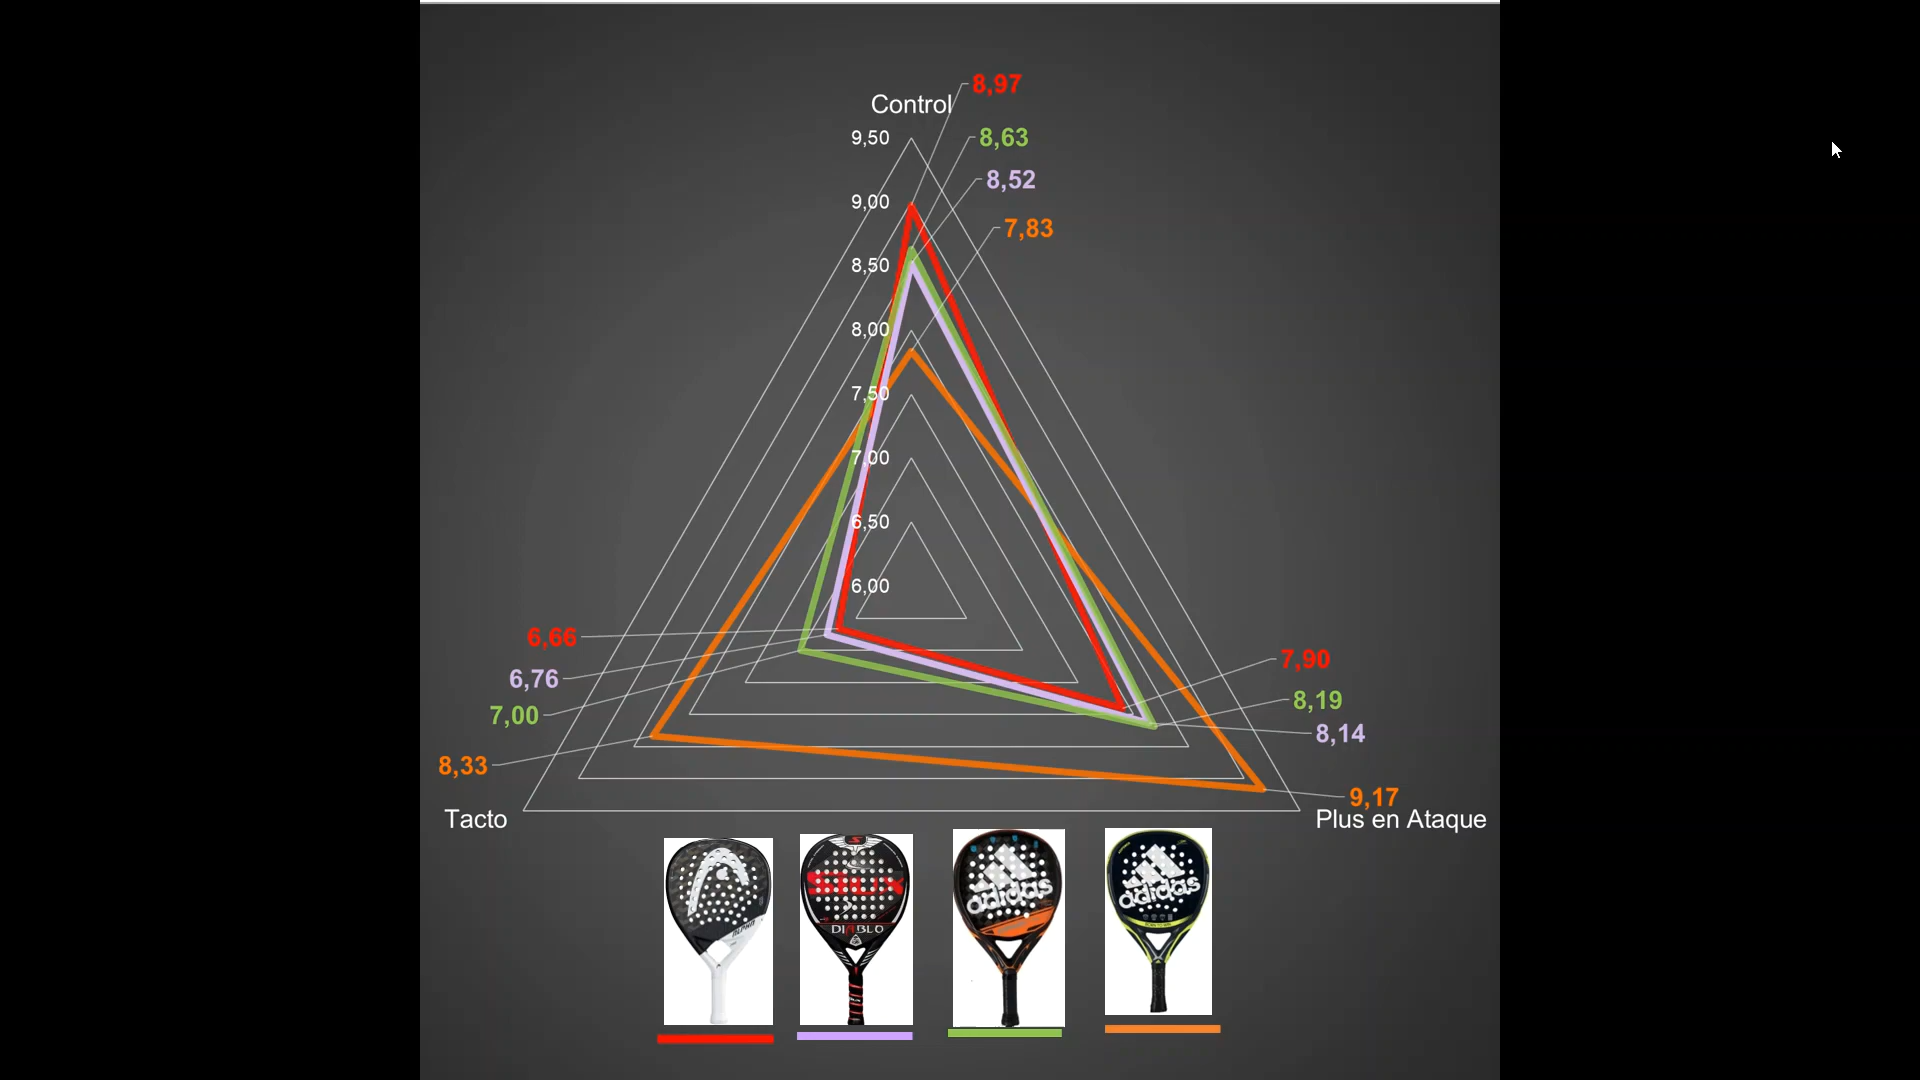 8,97
Control
9,50
8,63
8,52
9,00
7,83
8,50
8,00
7,50
7,00
6,50
6,00
6,66
7,90
6,76
8,19
7,00
8,14
8,33
9,17
Tacto
Plus en Ataque
SIUX
DIABLO
adidas
adidas